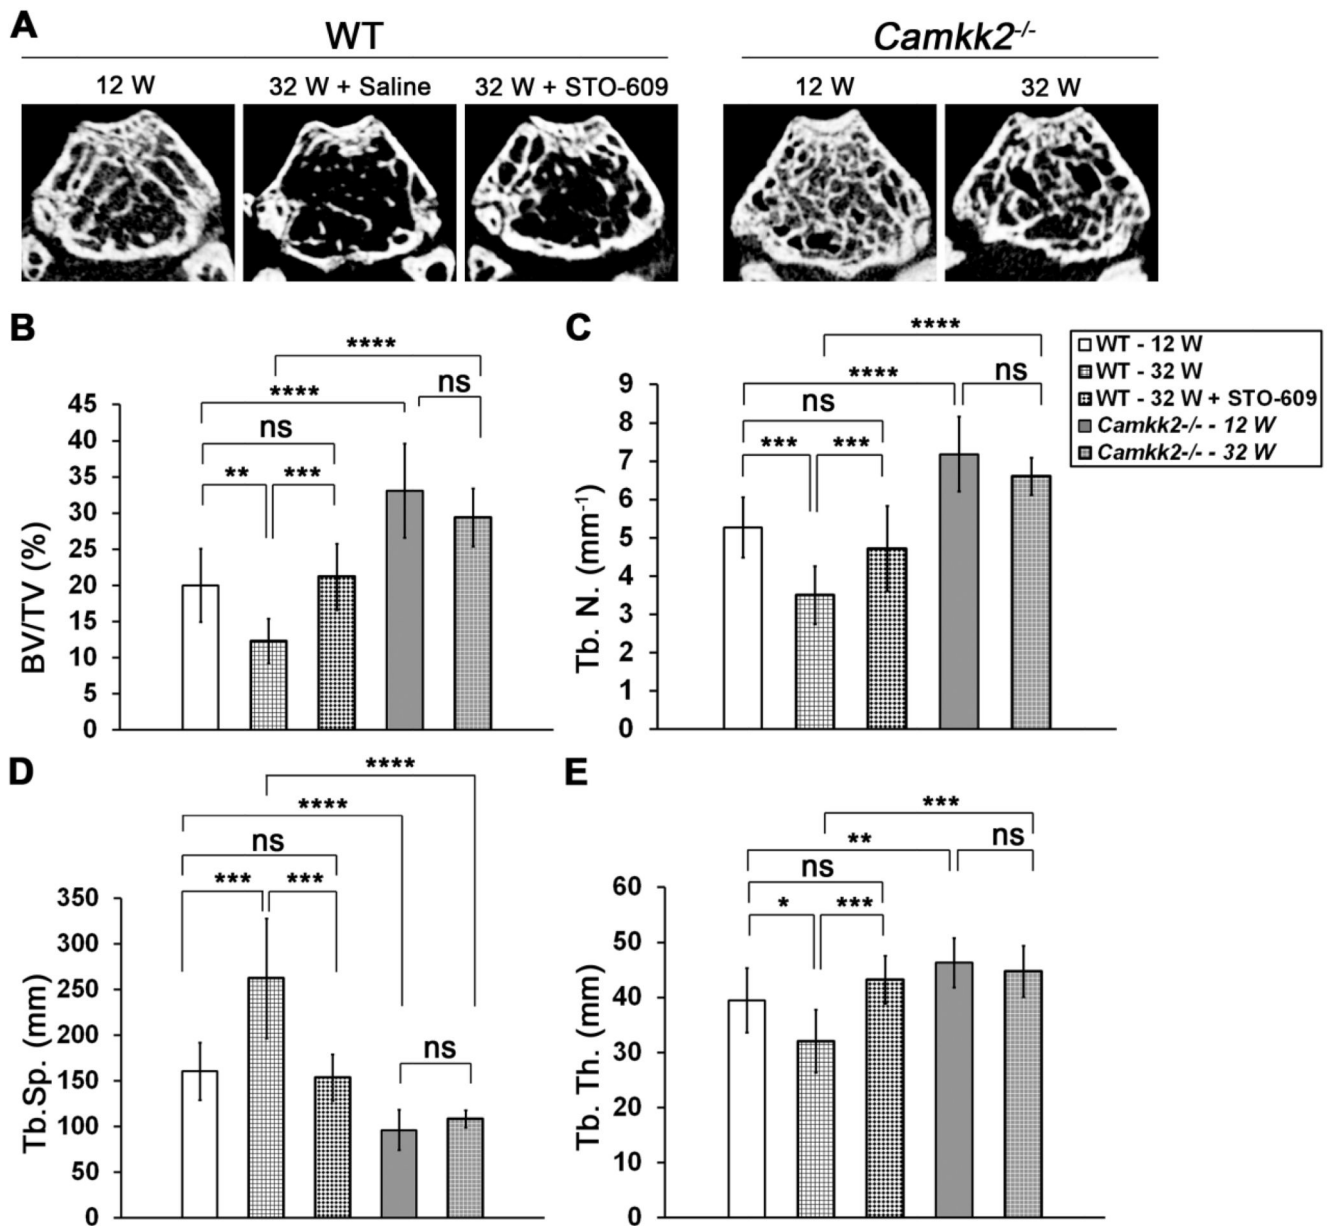 A
WT
Camkk2-/-
12 W
32 W + Saline
32 W + STO-609
12 W
32 W
B
****
ns
****
ns
**
***
45
40
35
30
25
20
15
10
5
0
BV/TV (%)
C
****
ns
****
ns
***
***
9
8
7
6
5
4
3
2
1
0
Tb. N. (mm-1)
WT - 12 W
WT - 32 W
WT - 32 W + STO-609
Camkk2-/- - 12 W
Camkk2-/- - 32 W
D
****
****
ns
***
***
ns
350
300
250
200
150
100
50
0
Tb.Sp. (mm)
E
***
ns
**
ns
*
***
60
50
40
30
20
10
0
Tb. Th. (mm)